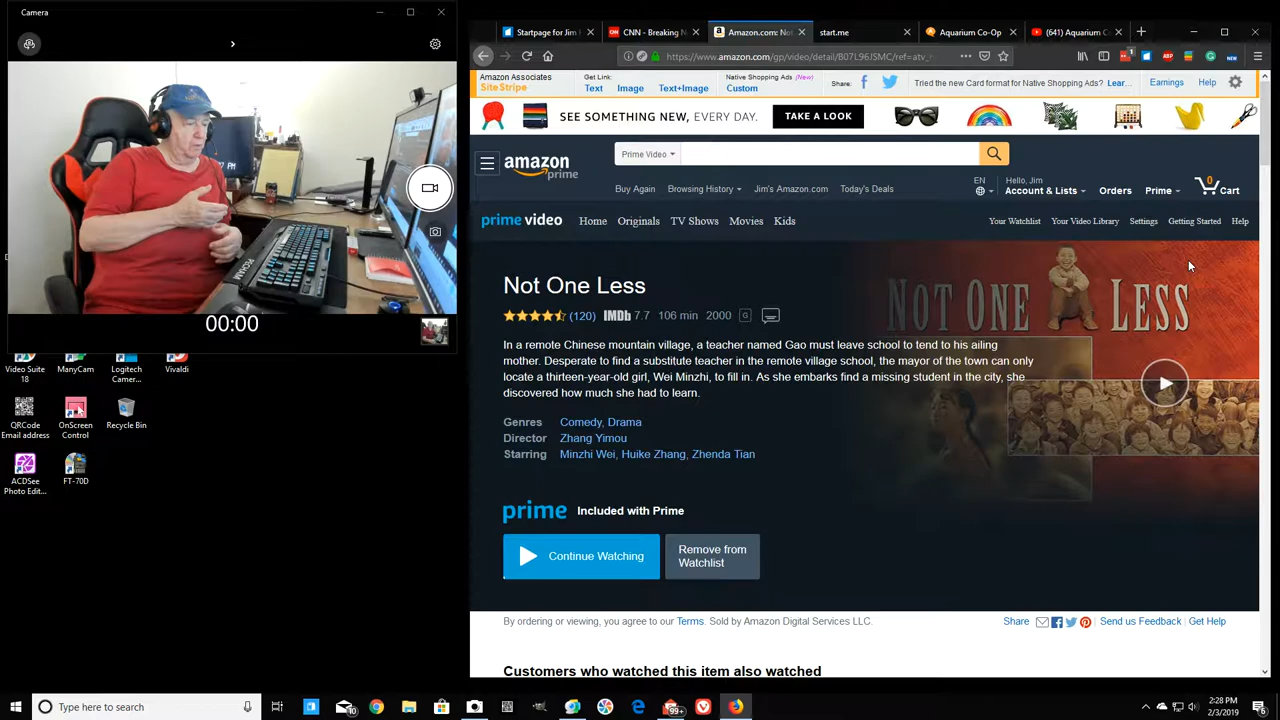 Camera
00:00
Video Suite 18
ManyCam
Logitech Camer...
Vivaldi
QRCode Email address
OnScreen Control
Recycle Bin
ACDSee Photo Edit...
FT-70D
Startpage for Jim
CNN - Breaking N
Amazon.com: Not
start.me
Aquarium Co-Op
(641) Aquarium C
https://www.amazon.com/gp/video/detail/B07L96JSMC/ref=atv_
Amazon Associates
Site Stripe
Get Link:
Text
Image
Text+Image
Native Shopping Ads (New)
Custom
Share:
Tried the new Card format for Native Shopping Ads? Lear...
Earnings
Help
SEE SOMETHING NEW, EVERY DAY.
TAKE A LOOK
amazon prime
Prime Video
Buy Again
Browsing History
Jim's Amazon.com
Today's Deals
EN
Hello, Jim
Account & Lists
Orders
Prime
0
Cart
prime video
Home
Originals
TV Shows
Movies
Kids
Your Watchlist
Your Video Library
Settings
Getting Started
Help
NOT ONE LESS
Not One Less
(120) IMDb 7.7 106 min 2000 G
In a remote Chinese mountain village, a teacher named Gao must leave school to tend to his ailing
mother. Desperate to find a substitute teacher in the remote village school, the mayor of the town can only
locate a thirteen-year-old girl, Wei Minzhi, to fill in. As she embarks find a missing student in the city, she
discovered how much she had to learn.
Genres Comedy, Drama
Director Zhang Yimou
Starring Minzhi Wei, Huike Zhang, Zhenda Tian
prime Included with Prime
Continue Watching
Remove from
Watchlist
By ordering or viewing, you agree to our Terms. Sold by Amazon Digital Services LLC.
Share
Send us Feedback
Get Help
Customers who watched this item also watched
Type here to search
10
99+
2:28 PM
2/3/2019
6